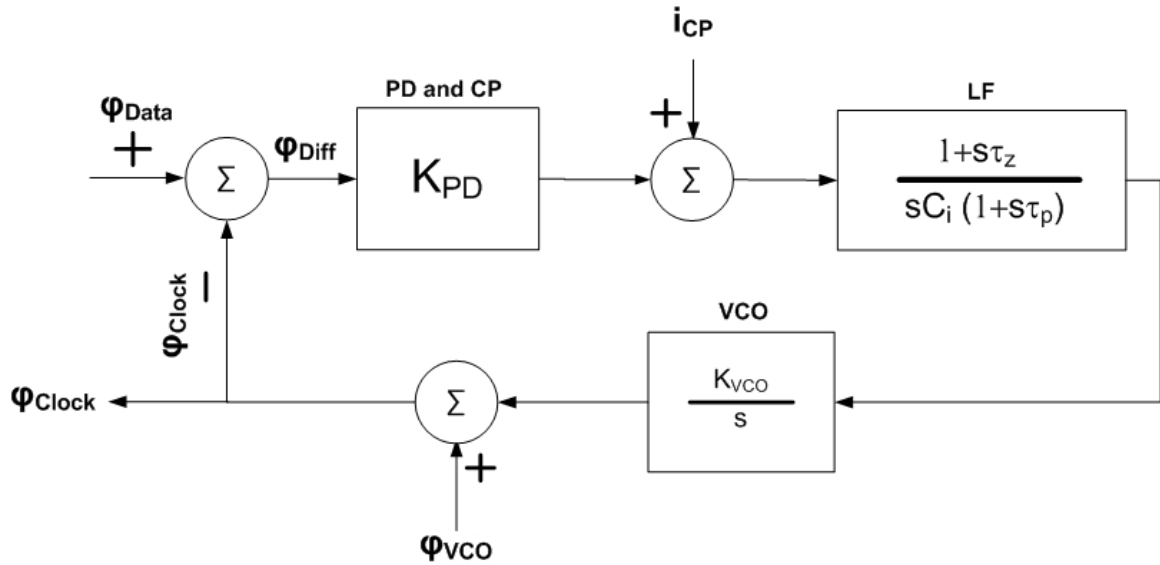 i_CP
PD and CP
LF
φ_Data
+
φ_Diff
+
Σ
K_PD
Σ
1+sτ_z
sC_i (1+sτ_p)
φ_Clock
−
VCO
φ_Clock
Σ
K_VCO
s
+
φ_VCO